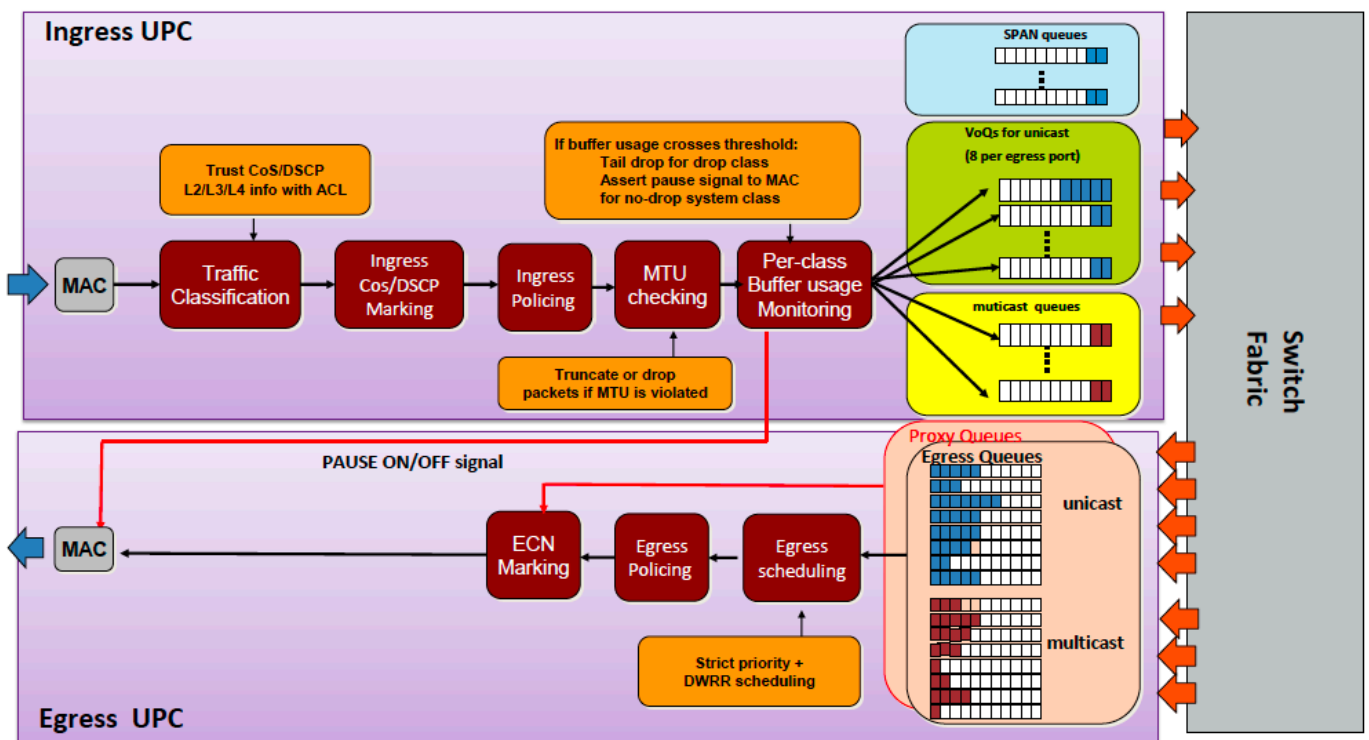 Ingress UPC
SPAN queues
VoQs for unicast
(8 per egress port)
If buffer usage crosses threshold:
Tail drop for drop class
Assert pause signal to MAC
for no-drop system class
Trust CoS/DSCP
L2/L3/L4 info with ACL
MAC
Traffic
Classification
Ingress
Cos/DSCP
Marking
Ingress
Policing
MTU
checking
Per-class
Buffer usage
Monitoring
muticast queues
Truncate or drop
packets if MTU is violated
Switch
Fabric
Proxy Queues
Egress Queues
PAUSE ON/OFF signal
unicast
MAC
ECN
Marking
Egress
Policing
Egress
scheduling
multicast
Strict priority +
DWRR scheduling
Egress UPC